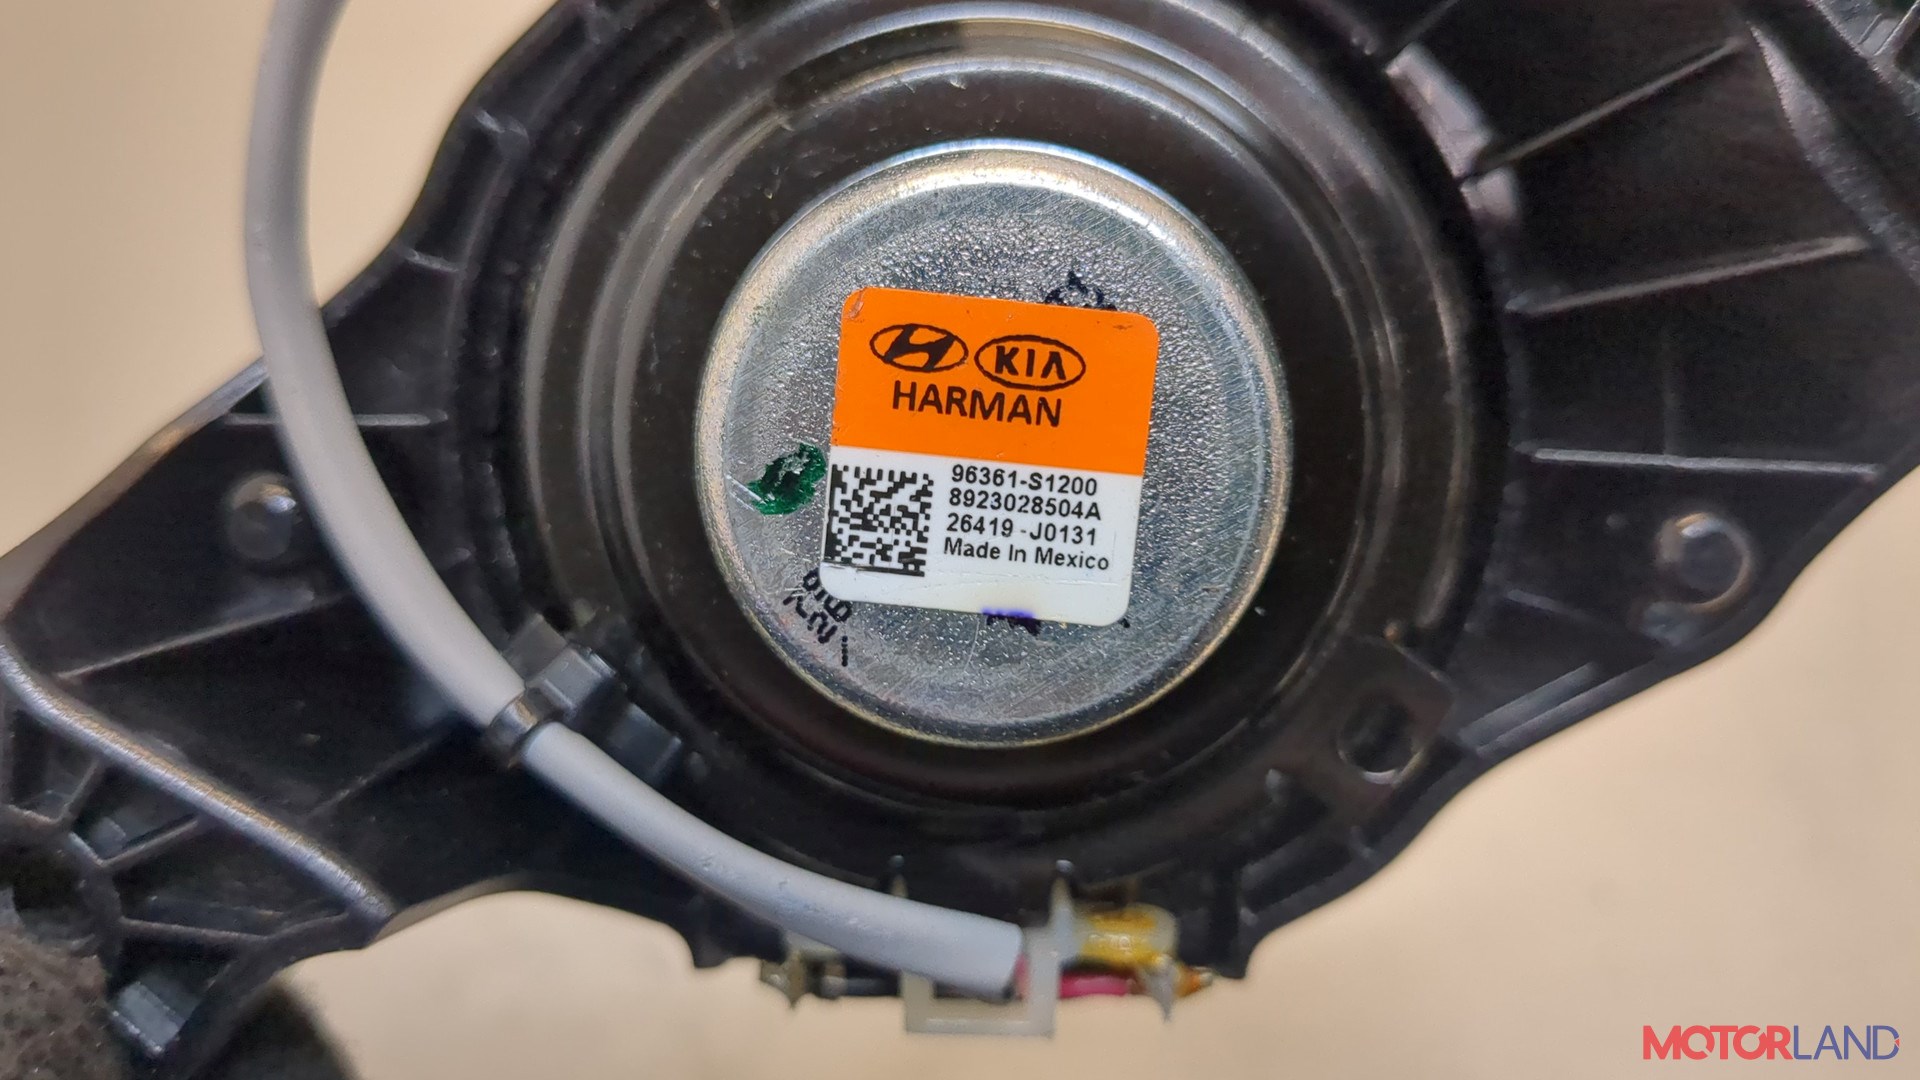 KIA
HARMAN
96361-S1200
8923028504A
26419-J0131
Made In Mexico
MOTORLAND